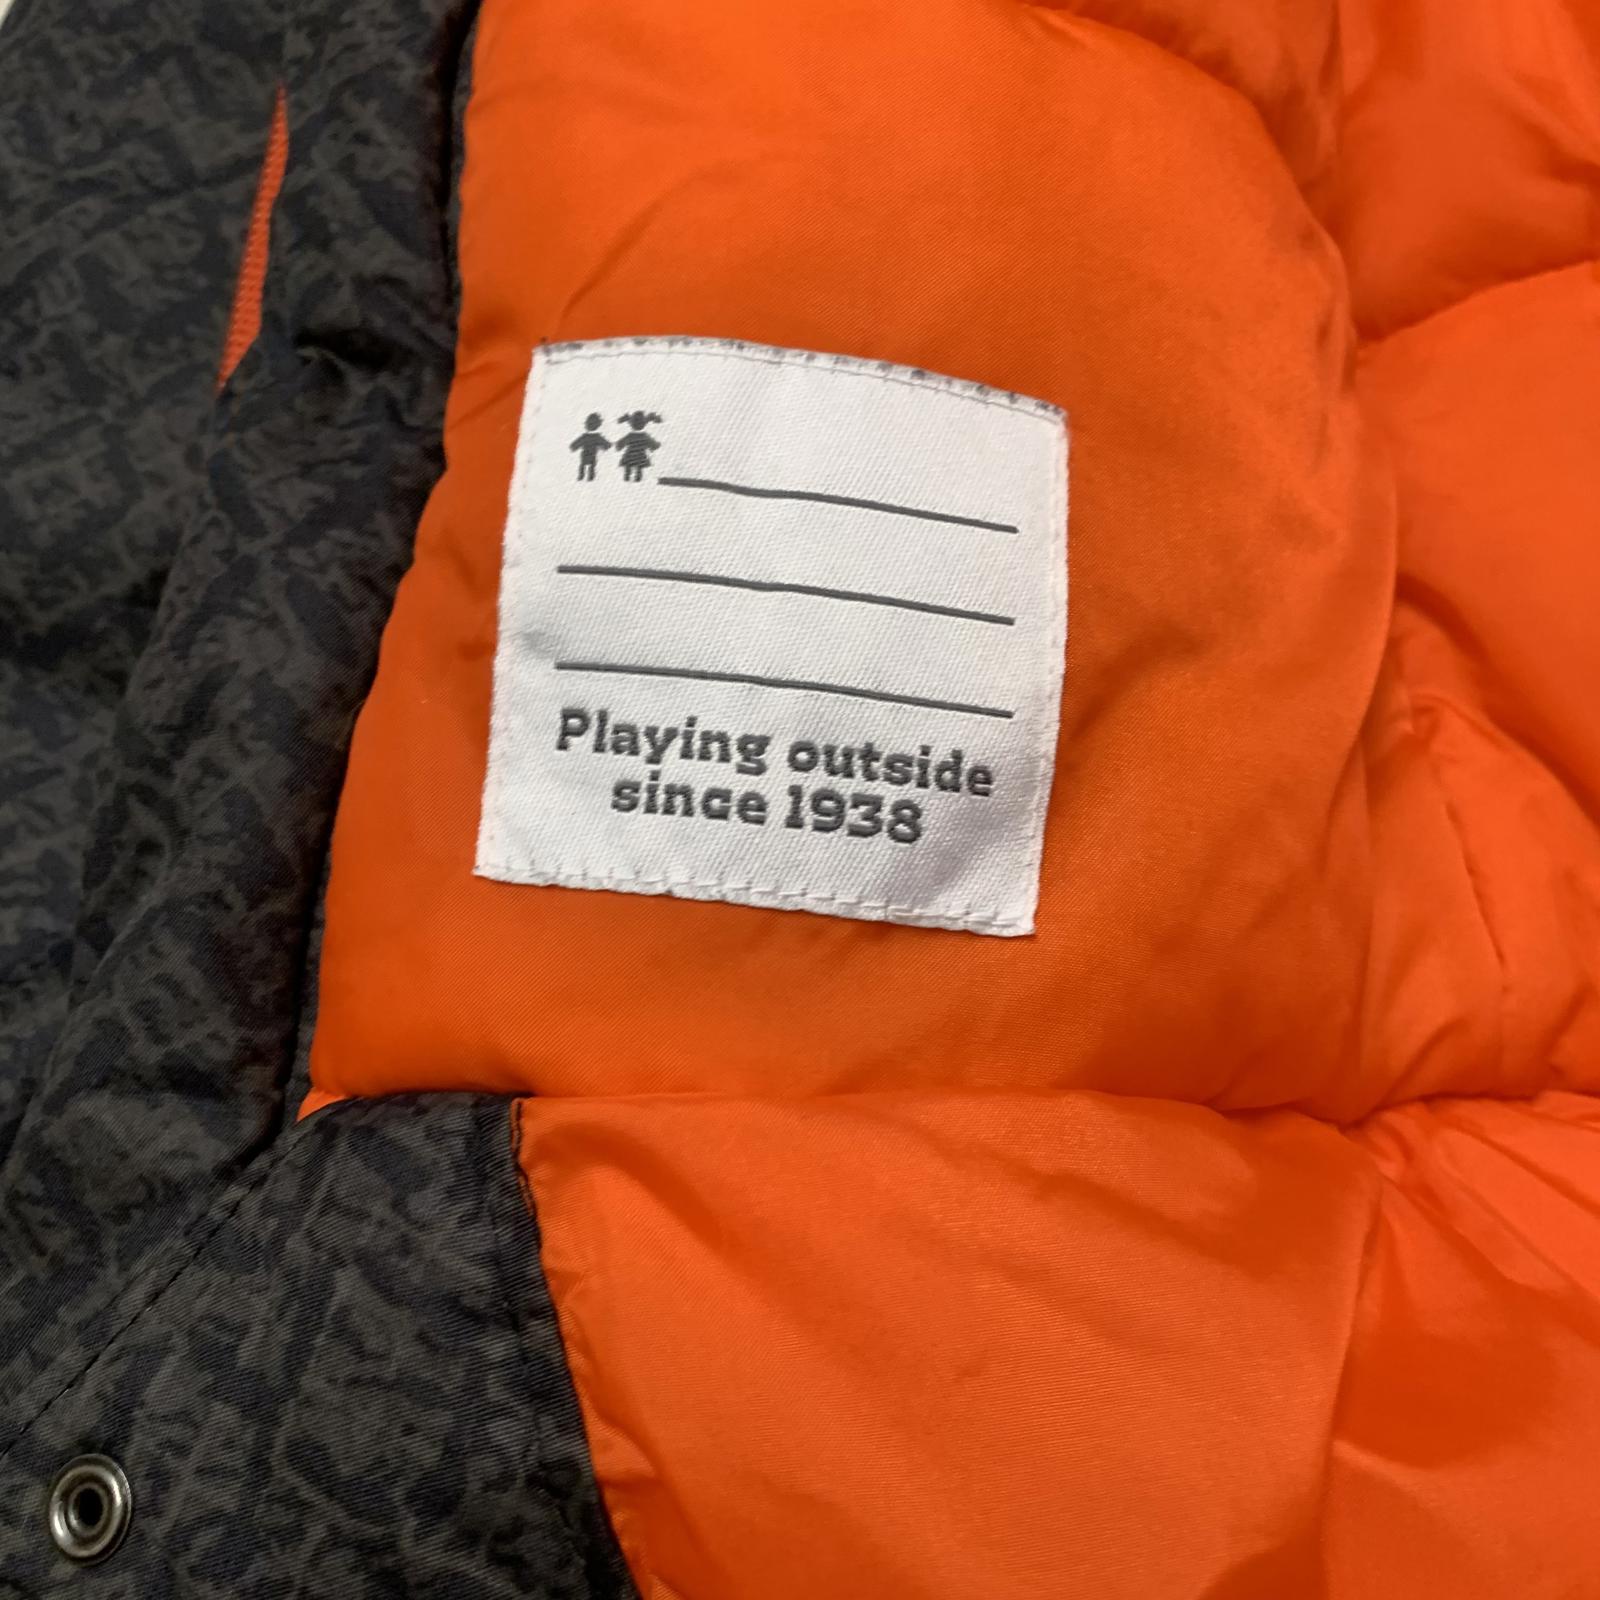 Playing outside
since 1938